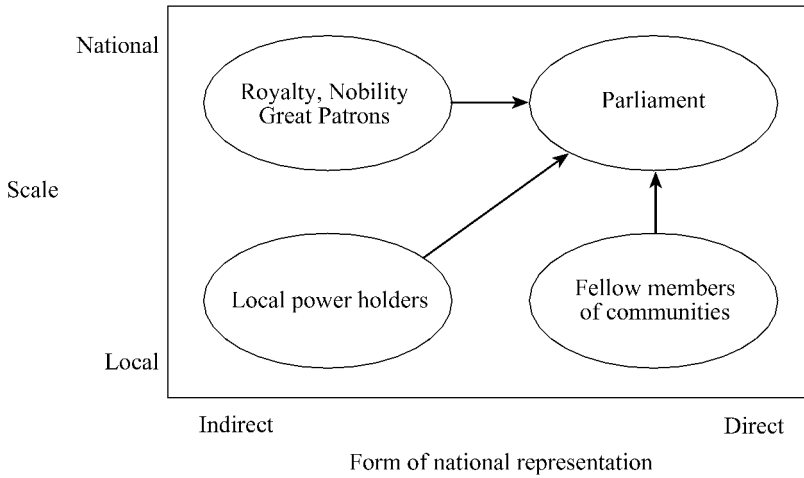 National
Royalty, Nobility
Great Patrons
Parliament
Scale
Local power holders
Fellow members
of communities
Local
Indirect
Direct
Form of national representation